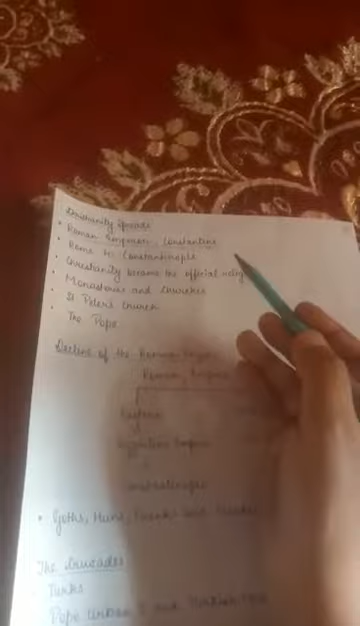 Christianity Spreads
• Roman Emperor, Constantine
• Rome to Constantinople
• Christianity became the official
• Monasteries and Churches
• St Peter's Church
• The Pope
Decline of the Roman
Roman Empire
Eastern
Byzantine Empire
Constantinople
• Goths, Huns, Franks and
The Crusades
Turks
Pope Urban and